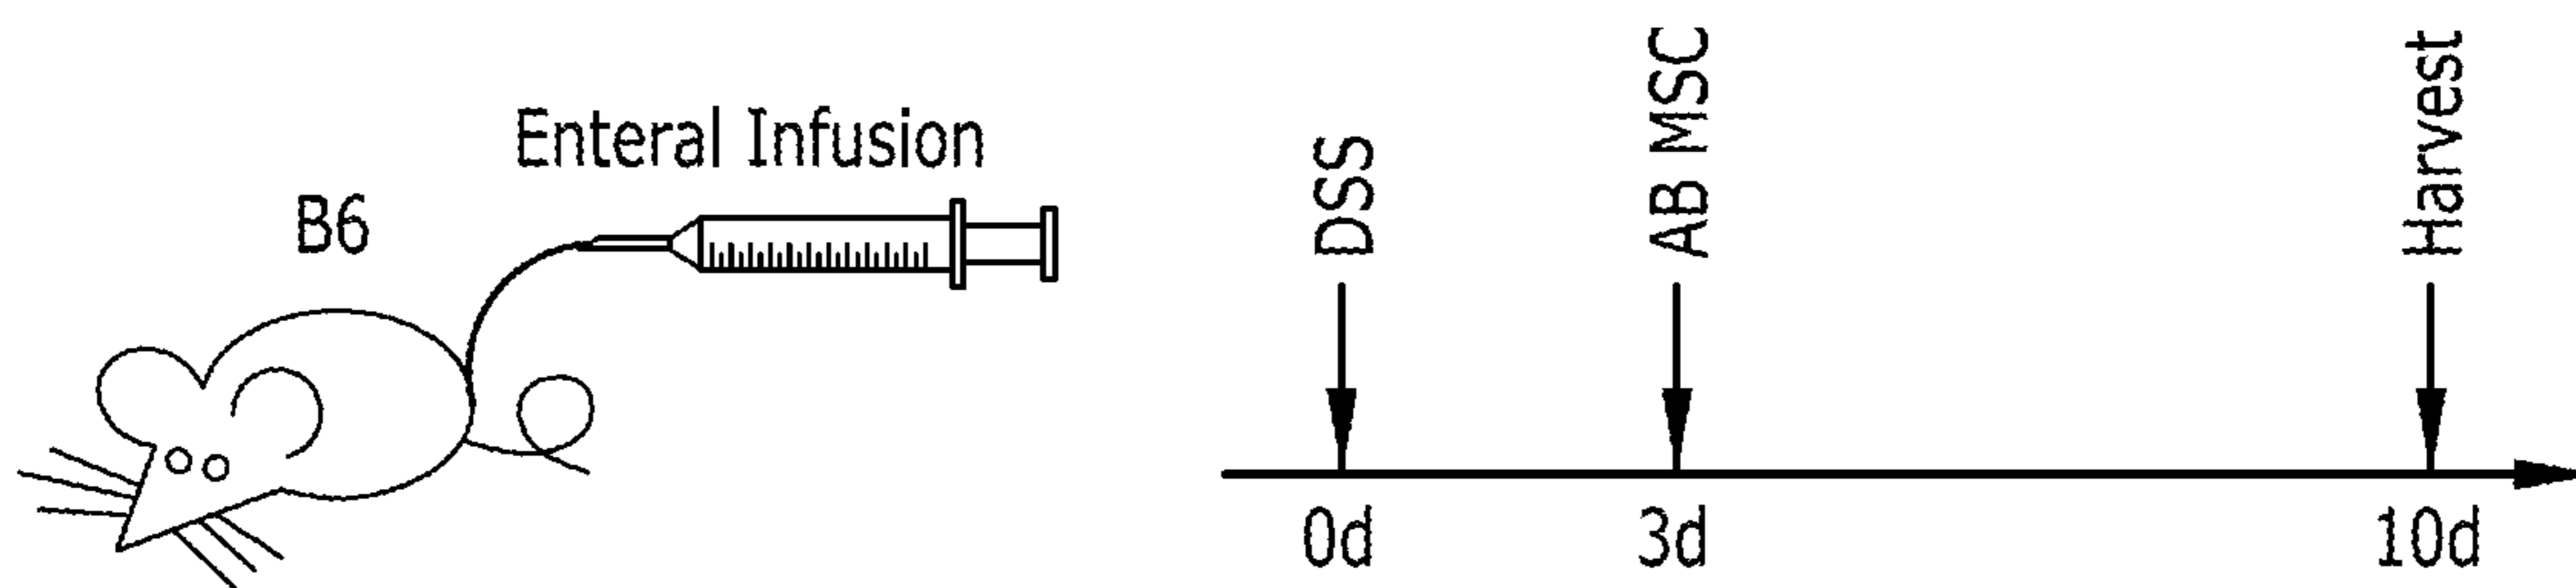 Enteral Infusion
B6
DSS
AB MSC
Harvest
0d
3d
10d